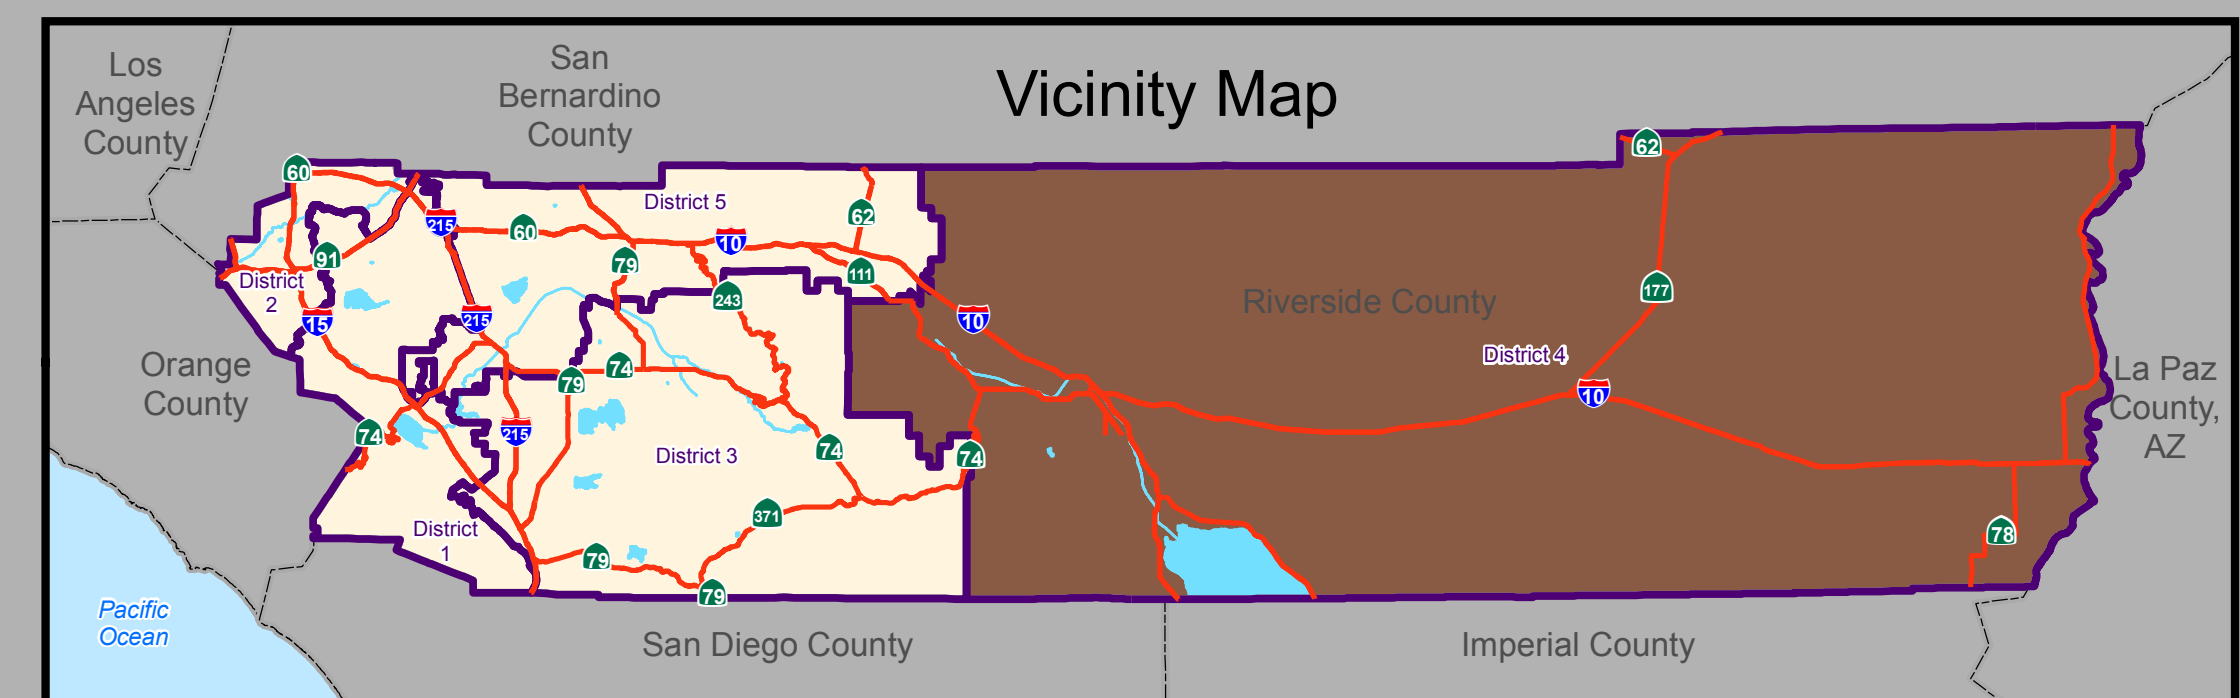 Vicinity Map
Los
Angeles
County
San
Bernardino
County
60
62
District 5
215
60
10
62
91
79
111
District
2
243
177
Riverside County
15
215
10
District 4
Orange
County
74
79
10
La Paz
County,
AZ
74
215
74
74
District 3
371
District
1
79
78
79
Pacific
Ocean
San Diego County
Imperial County